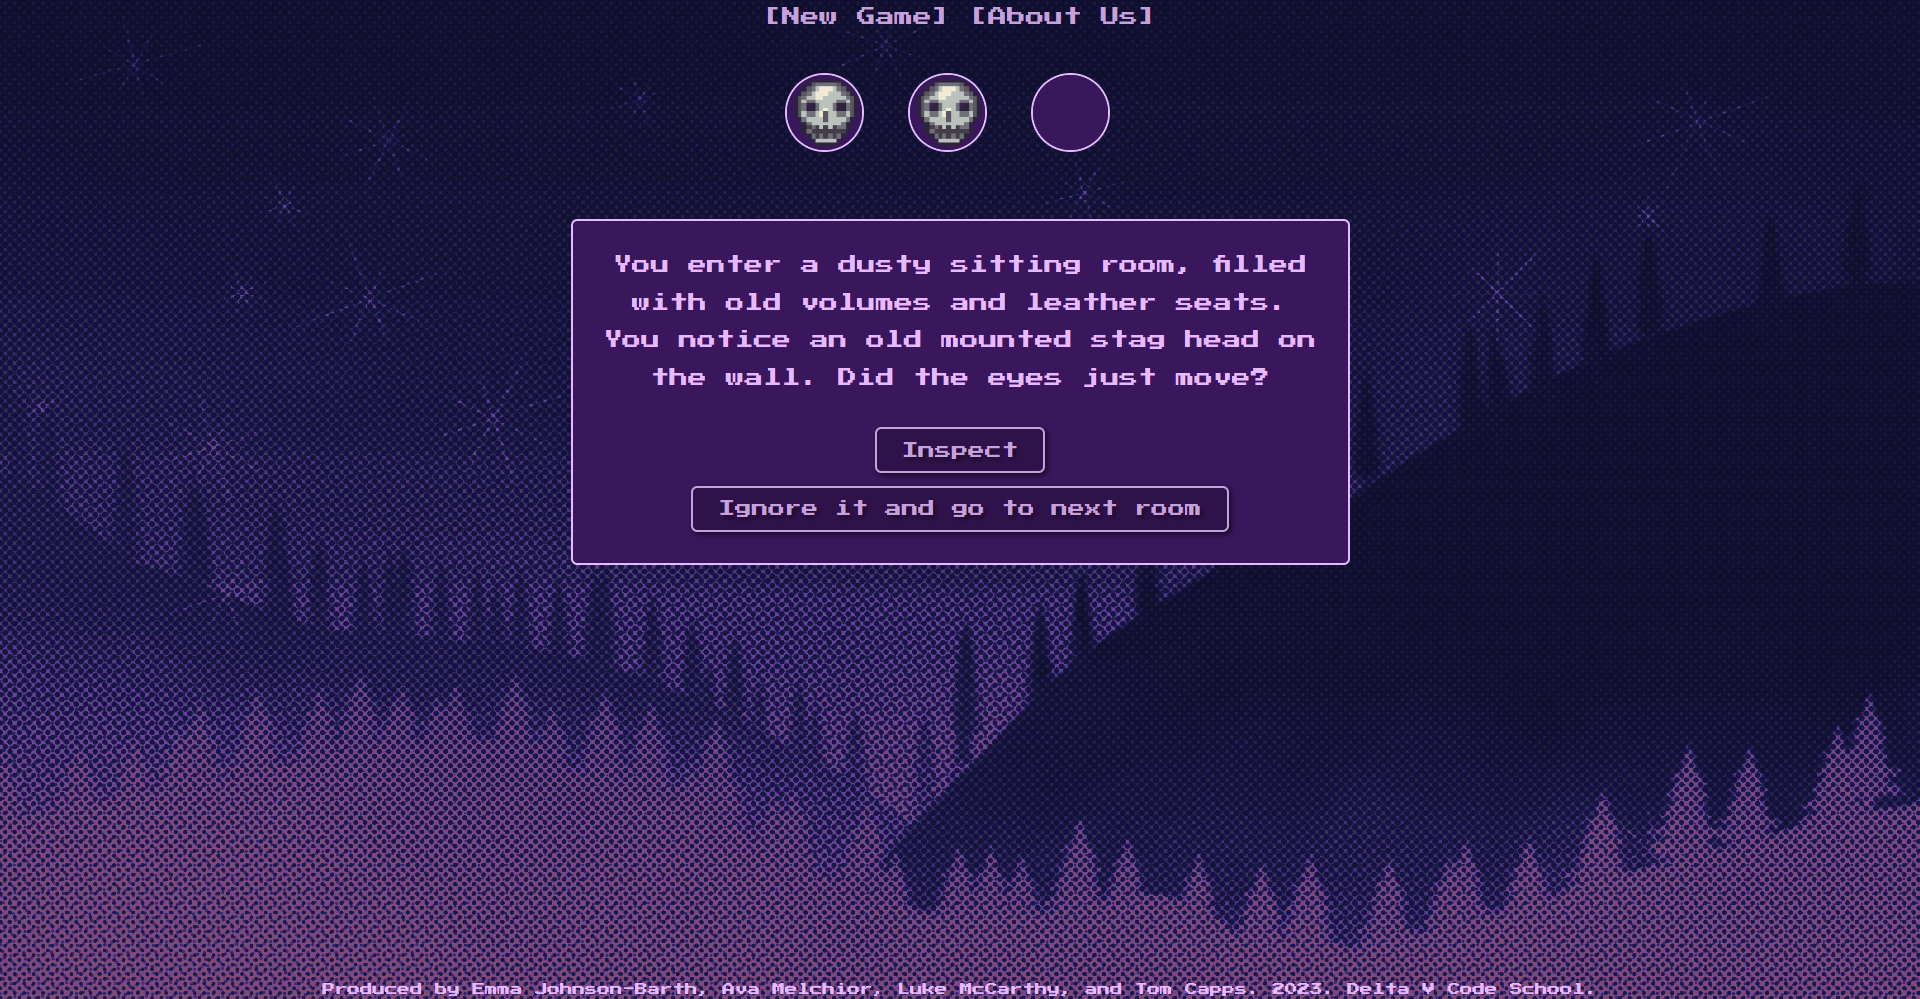 [New Game] [About Us]
You enter a dusty sitting room, filled
with old volumes and leather seats.
You notice an old mounted stag head on
the wall. Did the eyes just move?
Inspect
Ignore it and go to next room
Produced by Emma Johnson-Barth, Ava Melchior, Luke McCarthy, and Tom Capps. 2023. Delta V Code School.